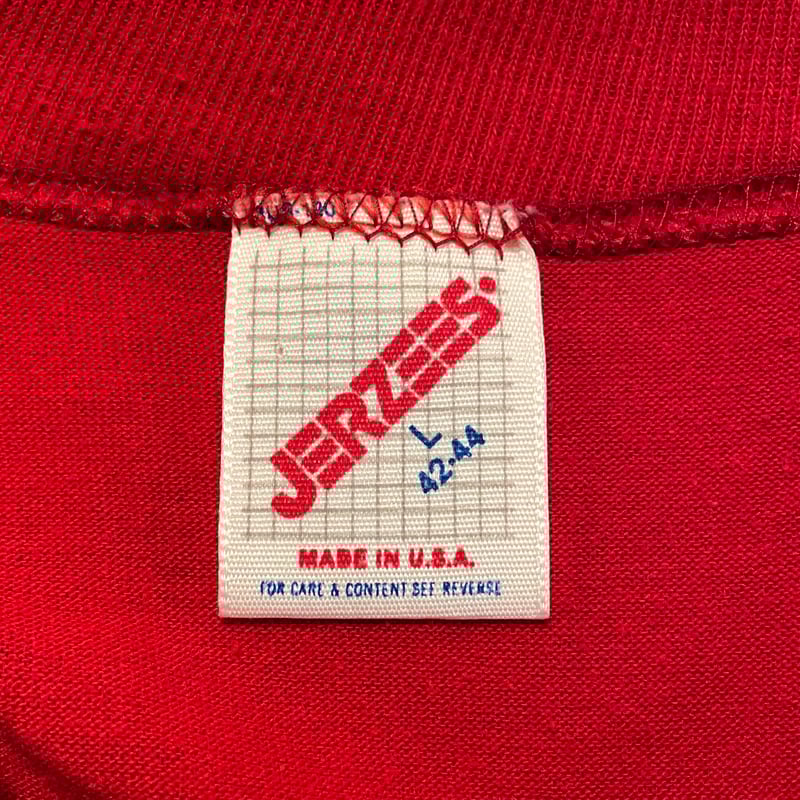 JERZEES
L
42-44
MADE IN U.S.A.
FOR CARE & CONTENT SEE REVERSE